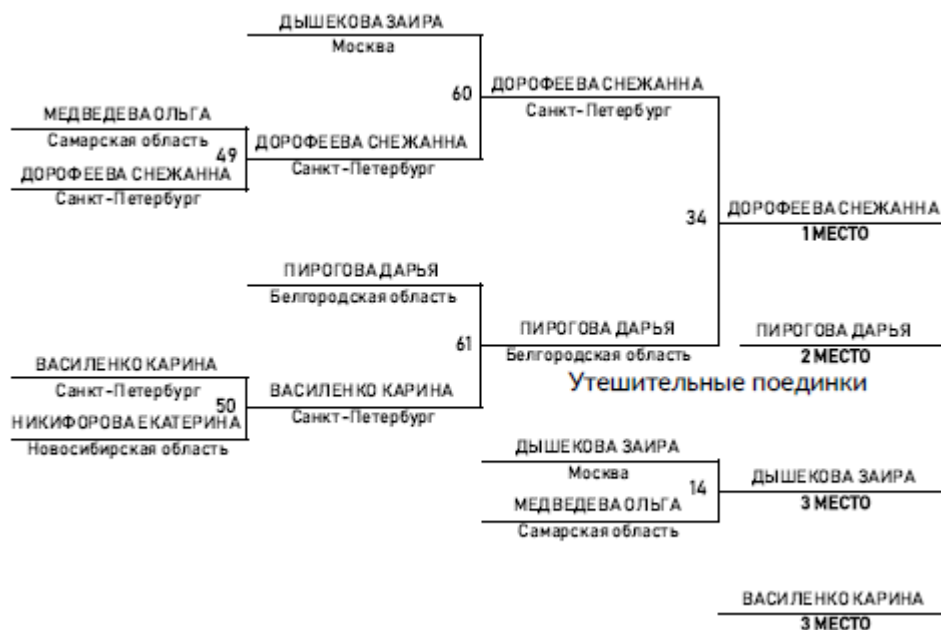 ДЫШЕКОВА ЗАИРА
Москва
60
ДОРОФЕЕВА СНЕЖАННА
Санкт-Петербург
МЕДВЕДЕВА ОЛЬГА
Самарская область
49
ДОРОФЕЕВА СНЕЖАННА
Санкт-Петербург
ДОРОФЕЕВА СНЕЖАННА
Санкт-Петербург
34
ДОРОФЕЕВА СНЕЖАННА
1 МЕСТО
ПИРОГОВА ДАРЬЯ
Белгородская область
61
ПИРОГОВА ДАРЬЯ
Белгородская область
ПИРОГОВА ДАРЬЯ
2 МЕСТО
ВАСИЛЕНКО КАРИНА
Санкт-Петербург
50
ВАСИЛЕНКО КАРИНА
Санкт-Петербург
НИКИФОРОВА ЕКАТЕРИНА
Новосибирская область
Утешительные поединки
ДЫШЕКОВА ЗАИРА
Москва
14
ДЫШЕКОВА ЗАИРА
3 МЕСТО
МЕДВЕДЕВА ОЛЬГА
Самарская область
ВАСИЛЕНКО КАРИНА
3 МЕСТО